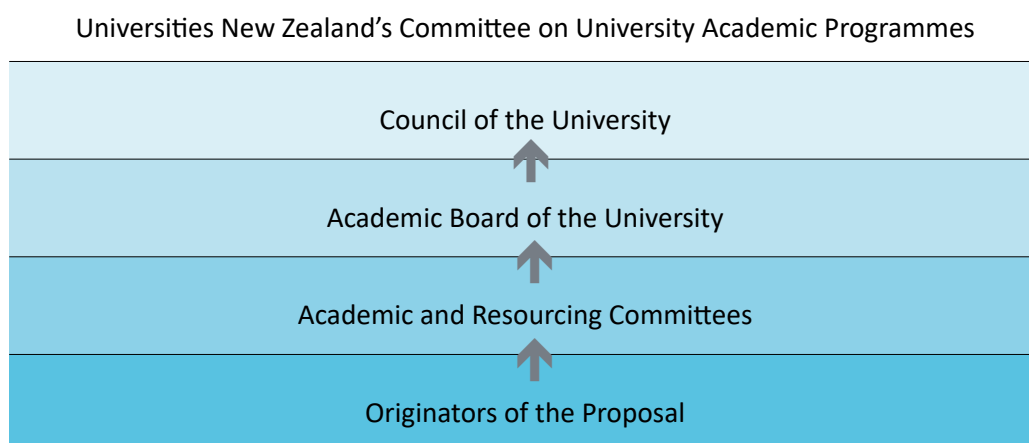 Universities New Zealand’s Committee on University Academic Programmes
Council of the University
Academic Board of the University
Academic and Resourcing Committees
Originators of the Proposal